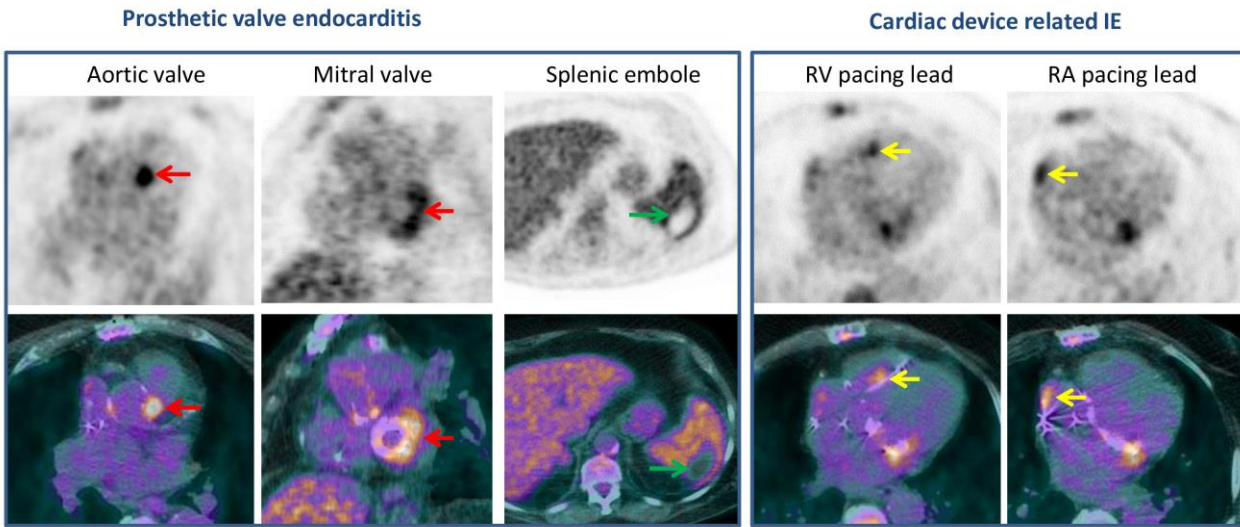 Prosthetic valve endocarditis
Cardiac device related IE
Aortic valve
Mitral valve
Splenic embole
RV pacing lead
RA pacing lead